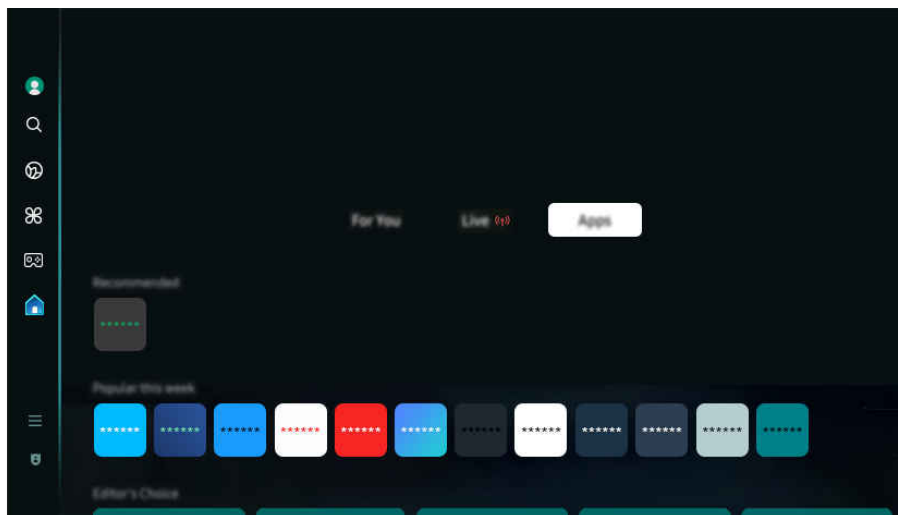 For You Live Apps
Recommended
******
Popular this week
****** ****** ****** ****** ****** ****** ****** ****** ****** ****** ****** ******
Editor's Choice